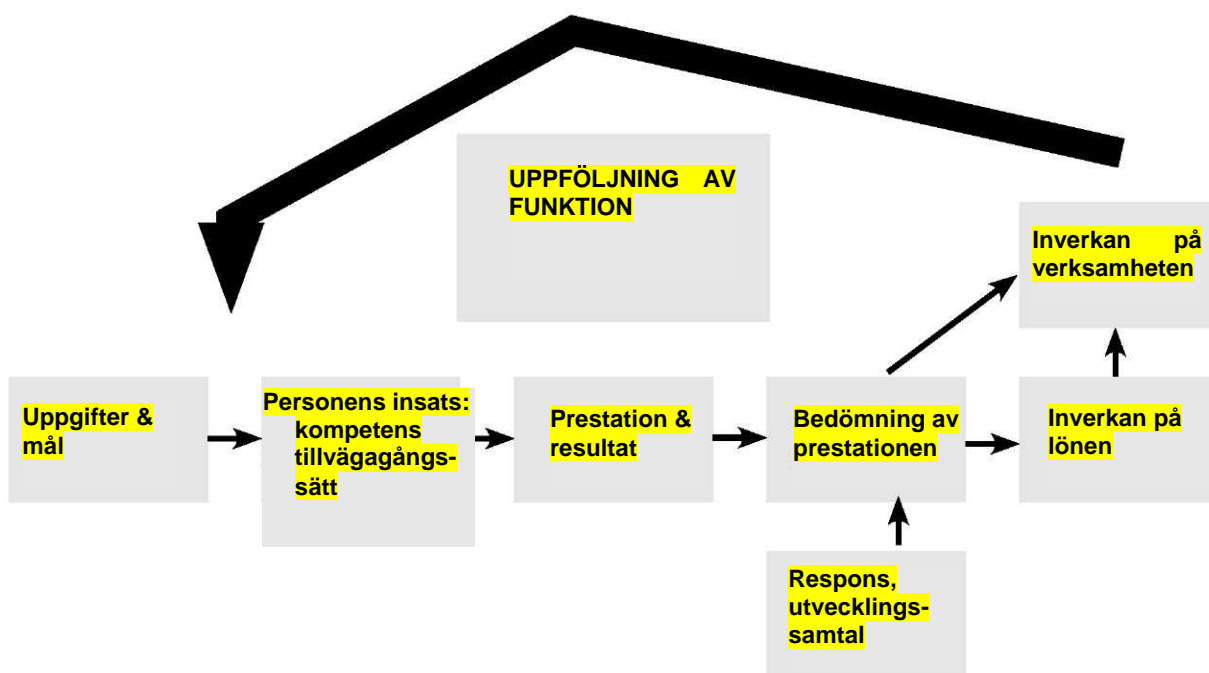 UPPFÖLJNING AV
FUNKTION
Inverkan på
verksamheten
Uppgifter &
mål
Personens insats:
kompetens
tillvägagångs-
sätt
Prestation &
resultat
Bedömning av
prestationen
Inverkan på
lönen
Respons,
utvecklings-
samtal